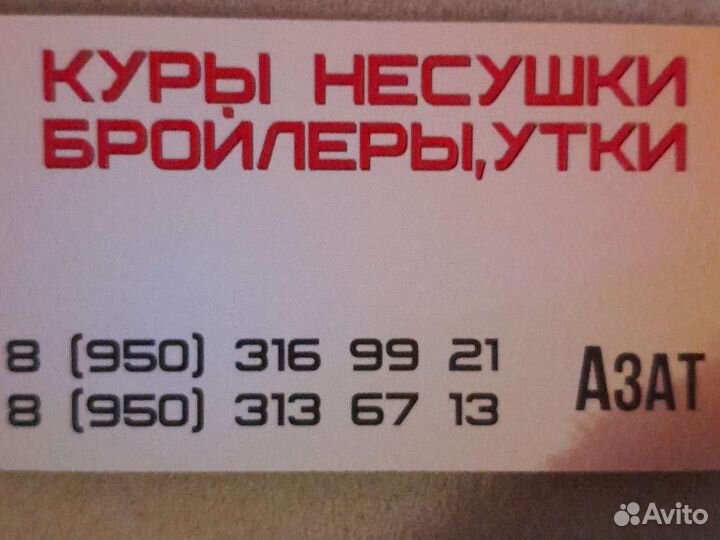 КУРЫ НЕСУШКИ
БРОЙЛЕРЫ,УТКИ
8 (950) 316 99 21
8 (950) 313 67 13
АЗАТ
Avito